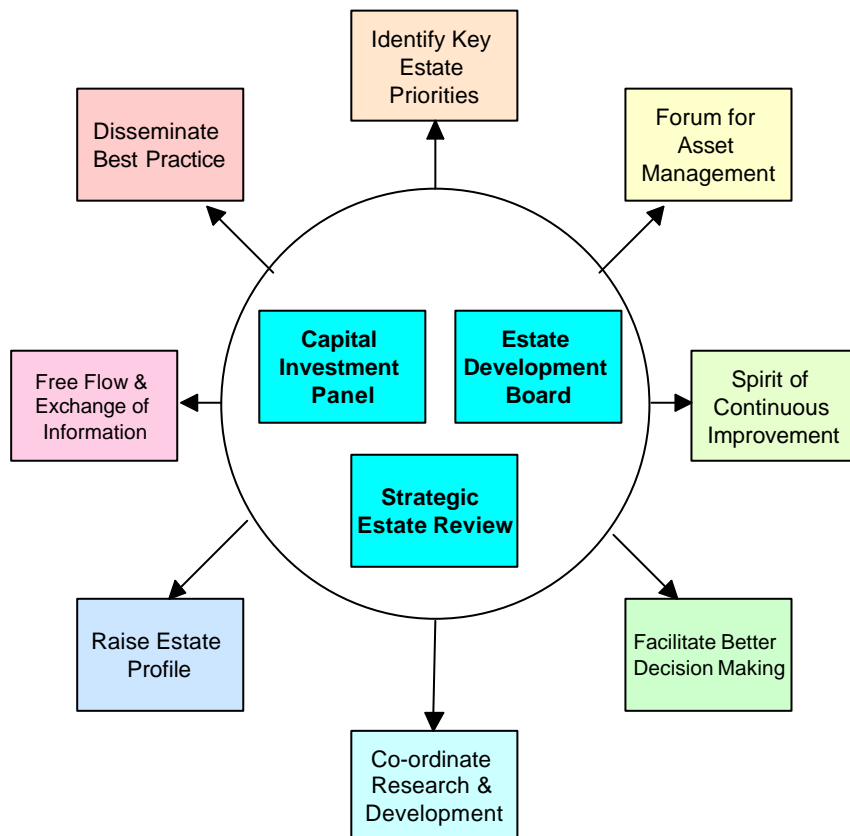 Identify Key
Estate
Priorities
Disseminate
Best Practice
Forum for
Asset
Management
Capital
Investment
Panel
Estate
Development
Board
Free Flow &
Exchange of
Information
Spirit of
Continuous
Improvement
Strategic
Estate Review
Raise Estate
Profile
Facilitate Better
Decision Making
Co-ordinate
Research &
Development